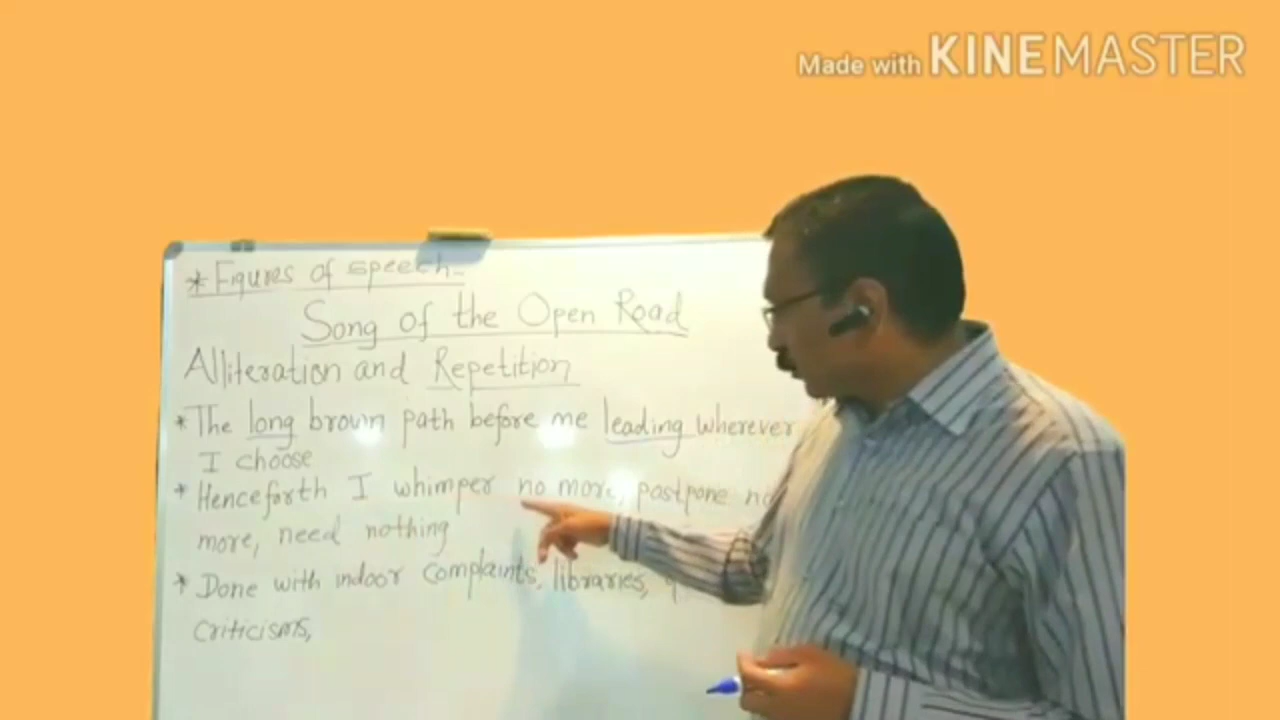 Made with KINEMASTER
* Figures of speech-
Song of the Open Road
Alliteration and Repetition
* The long brown path before me leading wherever
I choose
* Henceforth I whimper no more, postpone no
more, need nothing
* Done with indoor complaints, libraries,
criticisms,